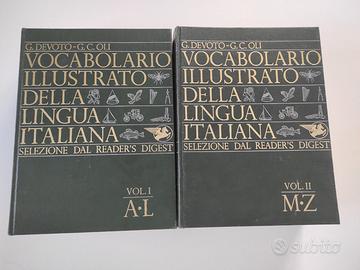 G. DEVOTO-G. C. OLI
VOCABOLARIO
ILLUSTRATO
DELLA
LINGUA
ITALIANA
SELEZIONE DAL READER'S DIGEST
VOL. I
A·L
G. DEVOTO-G. C. OLI
VOCABOLARIO
ILLUSTRATO
DELLA
LINGUA
ITALIANA
SELEZIONE DAL READER'S DIGEST
VOL. II
M·Z
subito